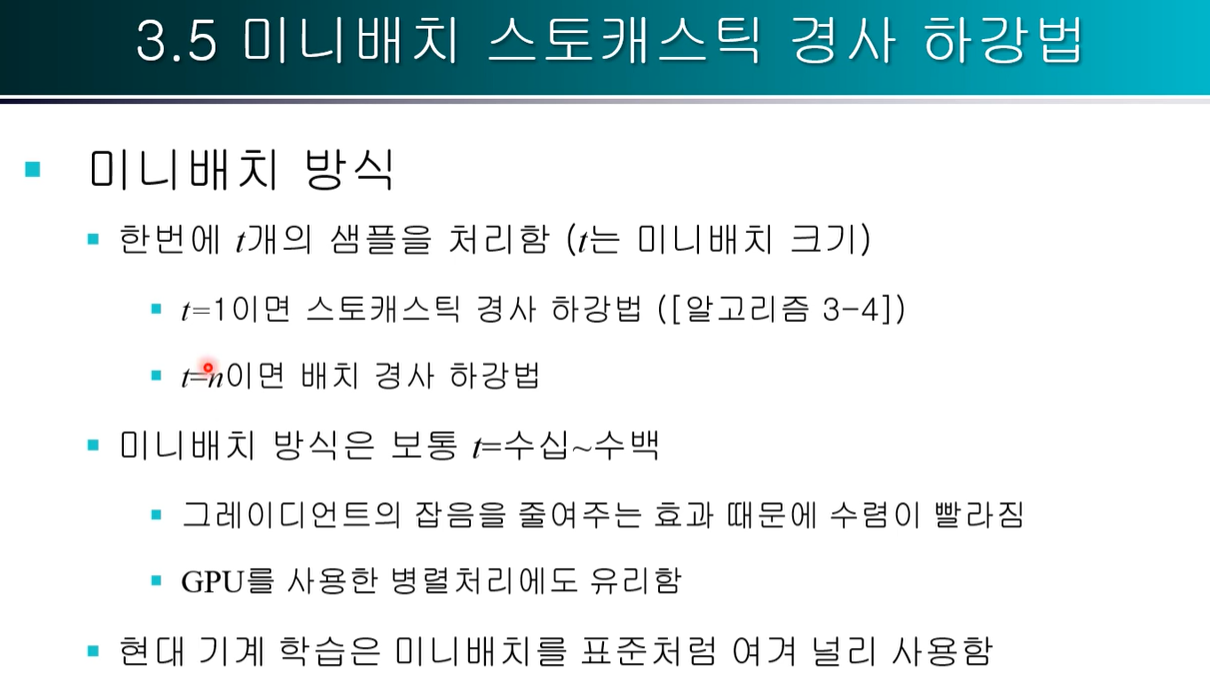 3.5 미니배치 스토캐스틱 경사 하강법
미니배치 방식
한번에 t개의 샘플을 처리함 (t는 미니배치 크기)
t=1이면 스토캐스틱 경사 하강법 ([알고리즘 3-4])
t=n이면 배치 경사 하강법
미니배치 방식은 보통 t=수십~수백
그레이디언트의 잡음을 줄여주는 효과 때문에 수렴이 빨라짐
GPU를 사용한 병렬처리에도 유리함
현대 기계 학습은 미니배치를 표준처럼 여겨 널리 사용함